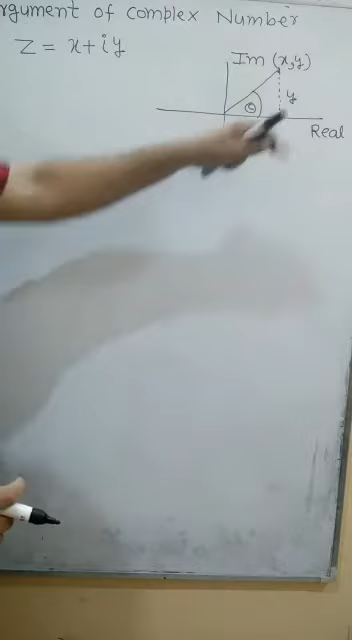 rgument of complex Number
Z = x + iy
Im (x,y)
θ
y
Real